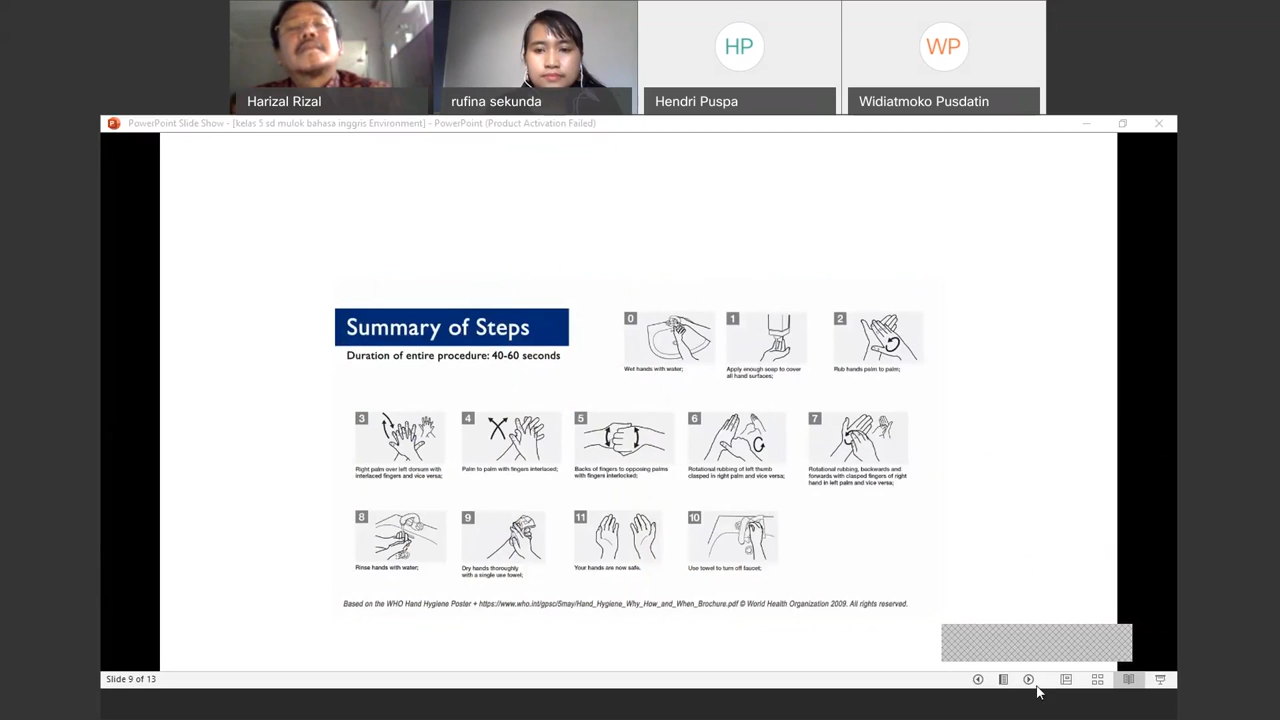 HP
WP
Harizal Rizal
rufina sekunda
Hendri Puspa
Widiatmoko Pusdatin
PowerPoint Slide Show - [kelas 5 sd mulok bahasa inggris Environment] - PowerPoint (Product Activation Failed)
Summary of Steps
Duration of entire procedure: 40-60 seconds
0
Wet hands with water;
1
Apply enough soap to cover
all hand surfaces;
2
Rub hands palm to palm;
3
Right palm over left dorsum with
interlaced fingers and vice versa;
4
Palm to palm with fingers interlaced;
5
Backs of fingers to opposing palms
with fingers interlocked;
6
Rotational rubbing of left thumb
clasped in right palm and vice versa;
7
Rotational rubbing, backwards and
forwards with clasped fingers of right
hand in left palm and vice versa;
8
Rinse hands with water;
9
Dry hands thoroughly
with a single use towel;
11
Your hands are now safe.
10
Use towel to turn off faucet;
Based on the WHO Hand Hygiene Poster + https://www.who.int/gpsc/5may/Hand_Hygiene_Why_How_and_When_Brochure.pdf © World Health Organization 2009. All rights reserved.
Slide 9 of 13